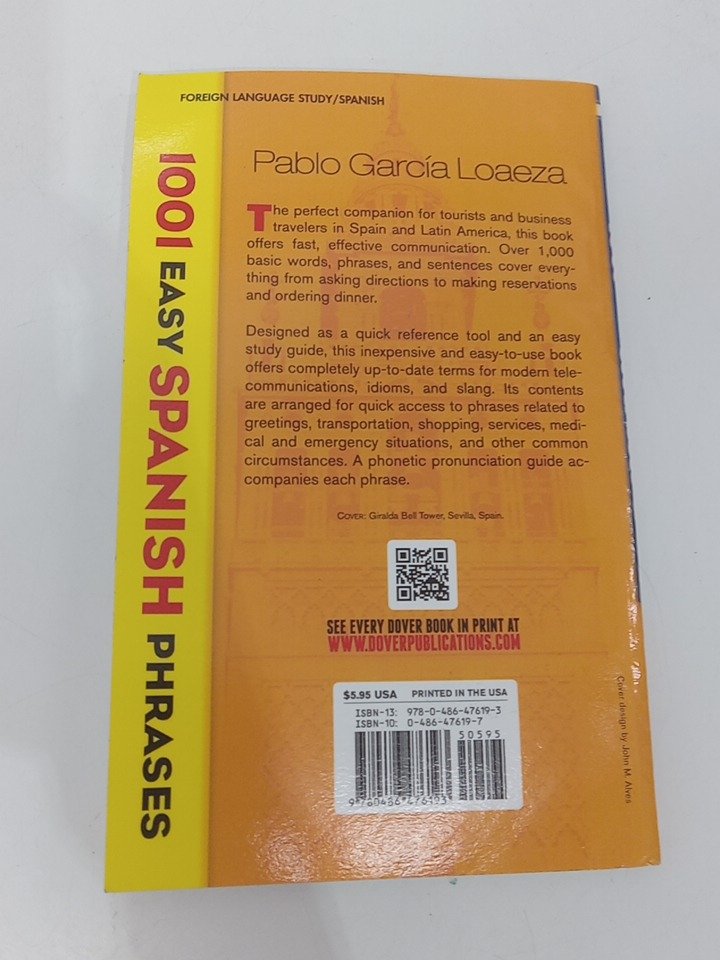 FOREIGN LANGUAGE STUDY/SPANISH
1001 EASY SPANISH PHRASES
Pablo García Loaeza
The perfect companion for tourists and business
travelers in Spain and Latin America, this book
offers fast, effective communication. Over 1,000
basic words, phrases, and sentences cover every-
thing from asking directions to making reservations
and ordering dinner.
Designed as a quick reference tool and an easy
study guide, this inexpensive and easy-to-use book
offers completely up-to-date terms for modern tele-
communications, idioms, and slang. Its contents
are arranged for quick access to phrases related to
greetings, transportation, shopping, services, medi-
cal and emergency situations, and other common
circumstances. A phonetic pronunciation guide ac-
companies each phrase.
COVER: Giralda Bell Tower, Sevilla, Spain.
SEE EVERY DOVER BOOK IN PRINT AT
WWW.DOVERPUBLICATIONS.COM
$5.95 USA PRINTED IN THE USA
ISBN-13: 978-0-486-47619-3
ISBN-10: 0-486-47619-7
50595
9 780486 476193
Cover design by John M. Alves